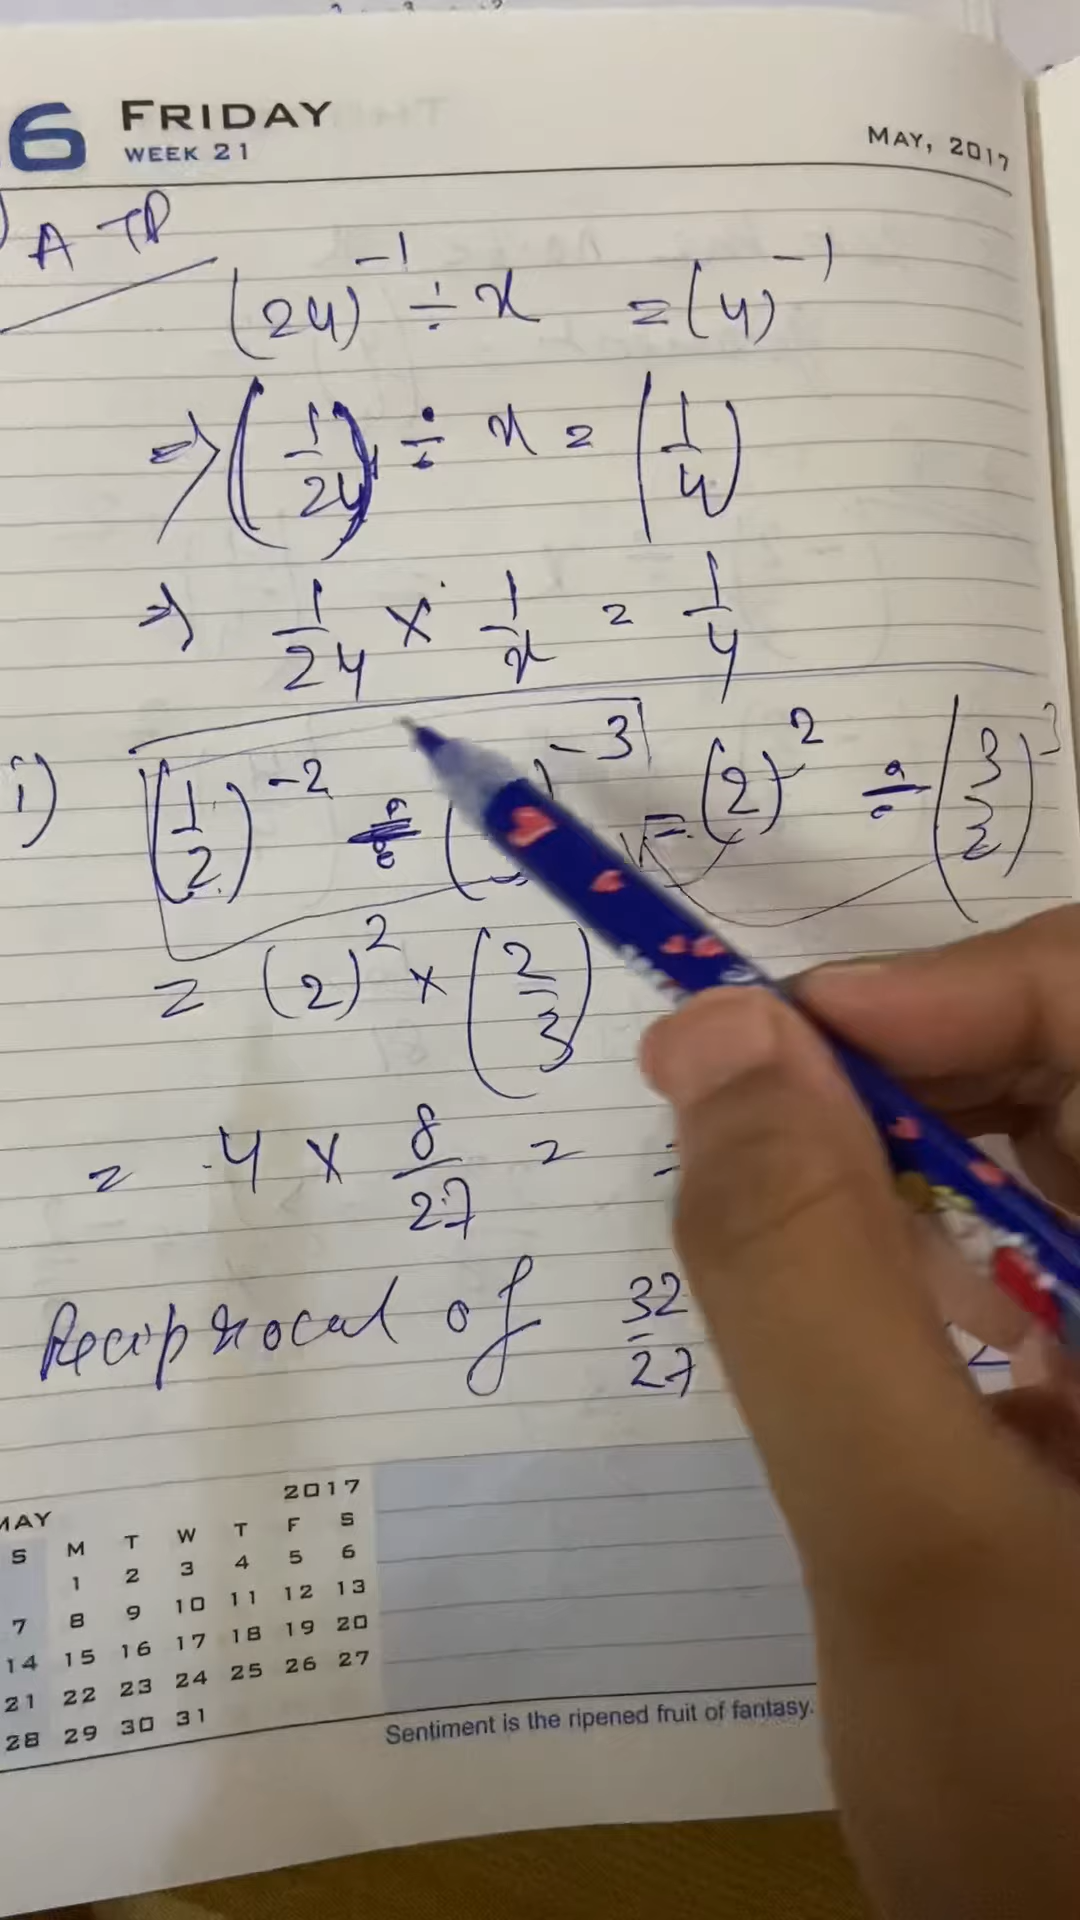 6 FRIDAY
WEEK 21
MAY, 2017
A TP
(24)^-1 ÷ x = (4)^-1
⇒ (1/24) ÷ x = (1/4)
⇒ 1/24 × 1/x = 1/4
i) (1/2)^-2 ÷ ( )^-3 = (2)^2 ÷ (3/2)^3
= (2)^2 × (2/3)
= 4 × 8/27 = =
Reciprocal of 32/27
MAY 2017
S M T W T F S
1 2 3 4 5 6
7 8 9 10 11 12 13
14 15 16 17 18 19 20
21 22 23 24 25 26 27
28 29 30 31
Sentiment is the ripened fruit of fantasy.